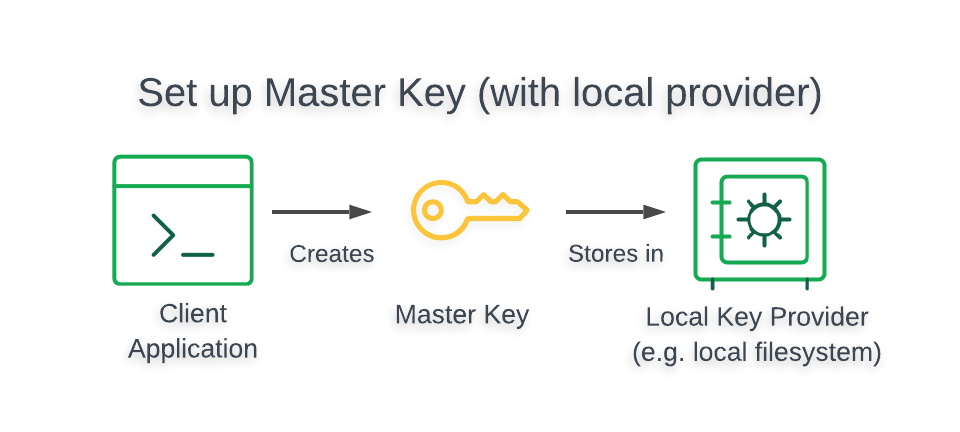 Set up Master Key (with local provider)
Creates
Stores in
Client
Application
Master Key
Local Key Provider
(e.g. local filesystem)